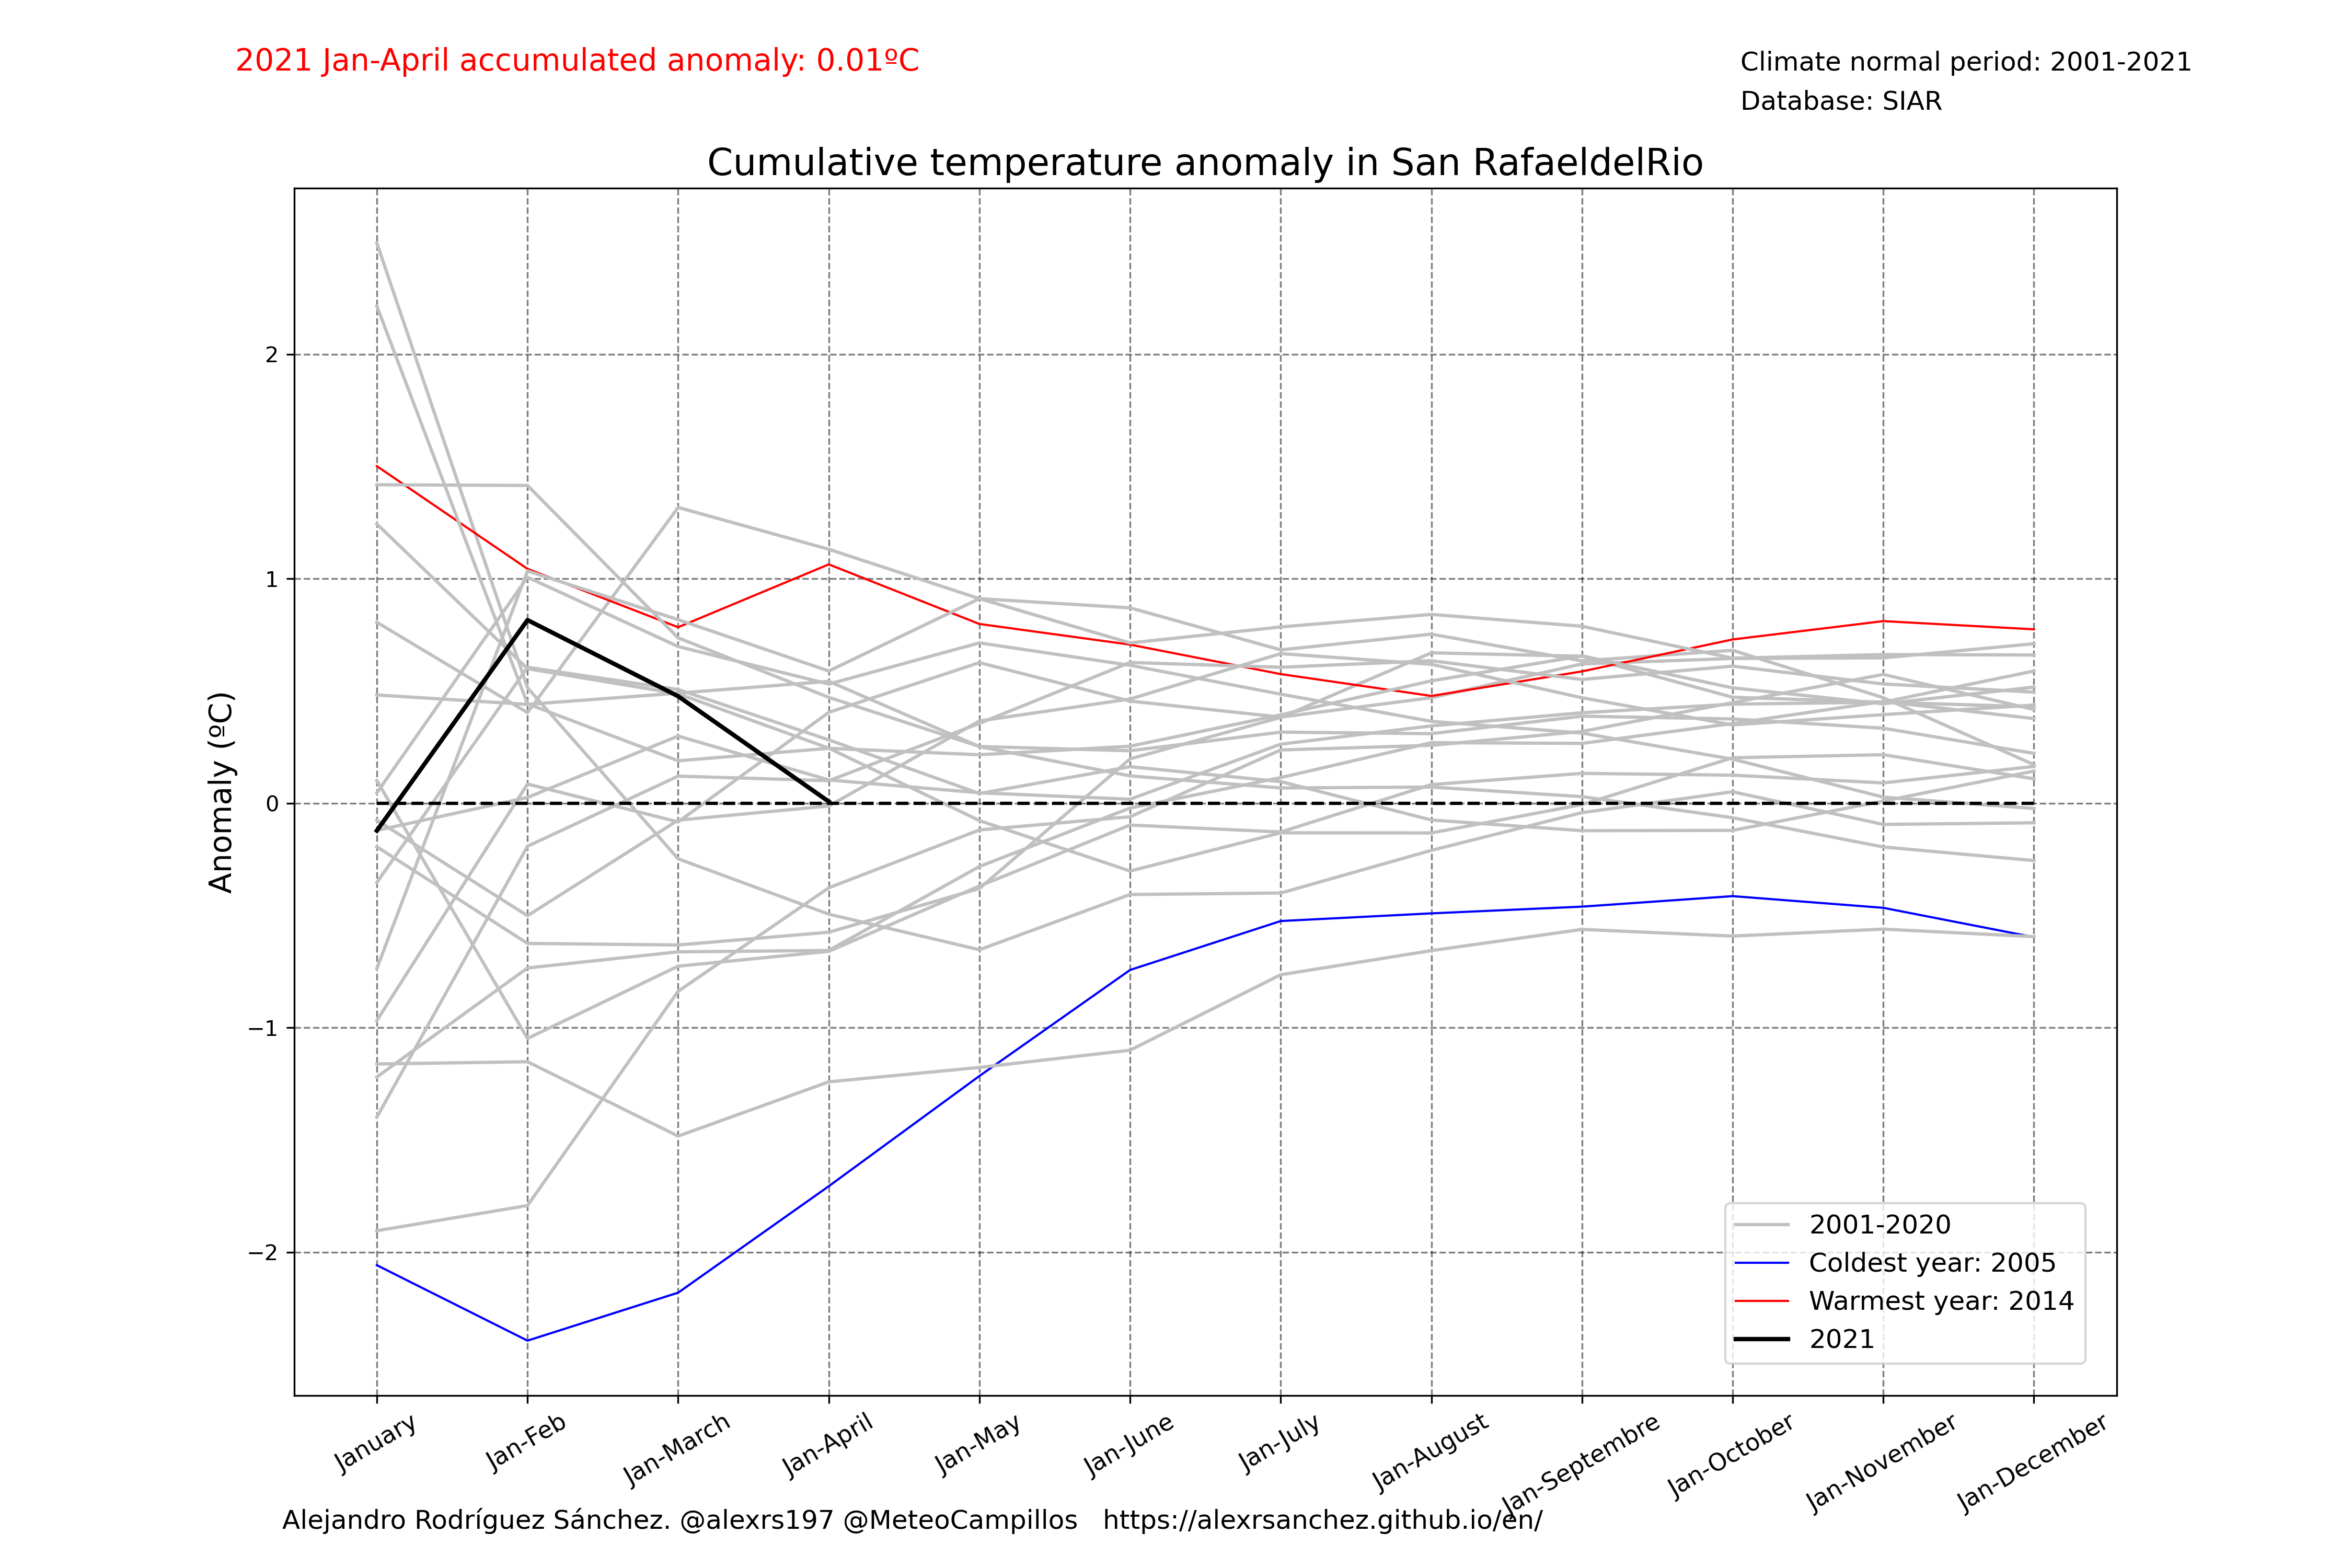 2021 Jan-April accumulated anomaly: 0.01ºC
Climate normal period: 2001-2021
Database: SIAR
Cumulative temperature anomaly in San RafaeldelRio
Anomaly (ºC)
2
1
0
−1
−2
2001-2020
Coldest year: 2005
Warmest year: 2014
2021
January
Jan-Feb
Jan-March
Jan-April
Jan-May
Jan-June
Jan-July
Jan-August
Jan-Septembre
Jan-October
Jan-November
Jan-December
Alejandro Rodríguez Sánchez. @alexrs197 @MeteoCampillos   https://alexrsanchez.github.io/en/